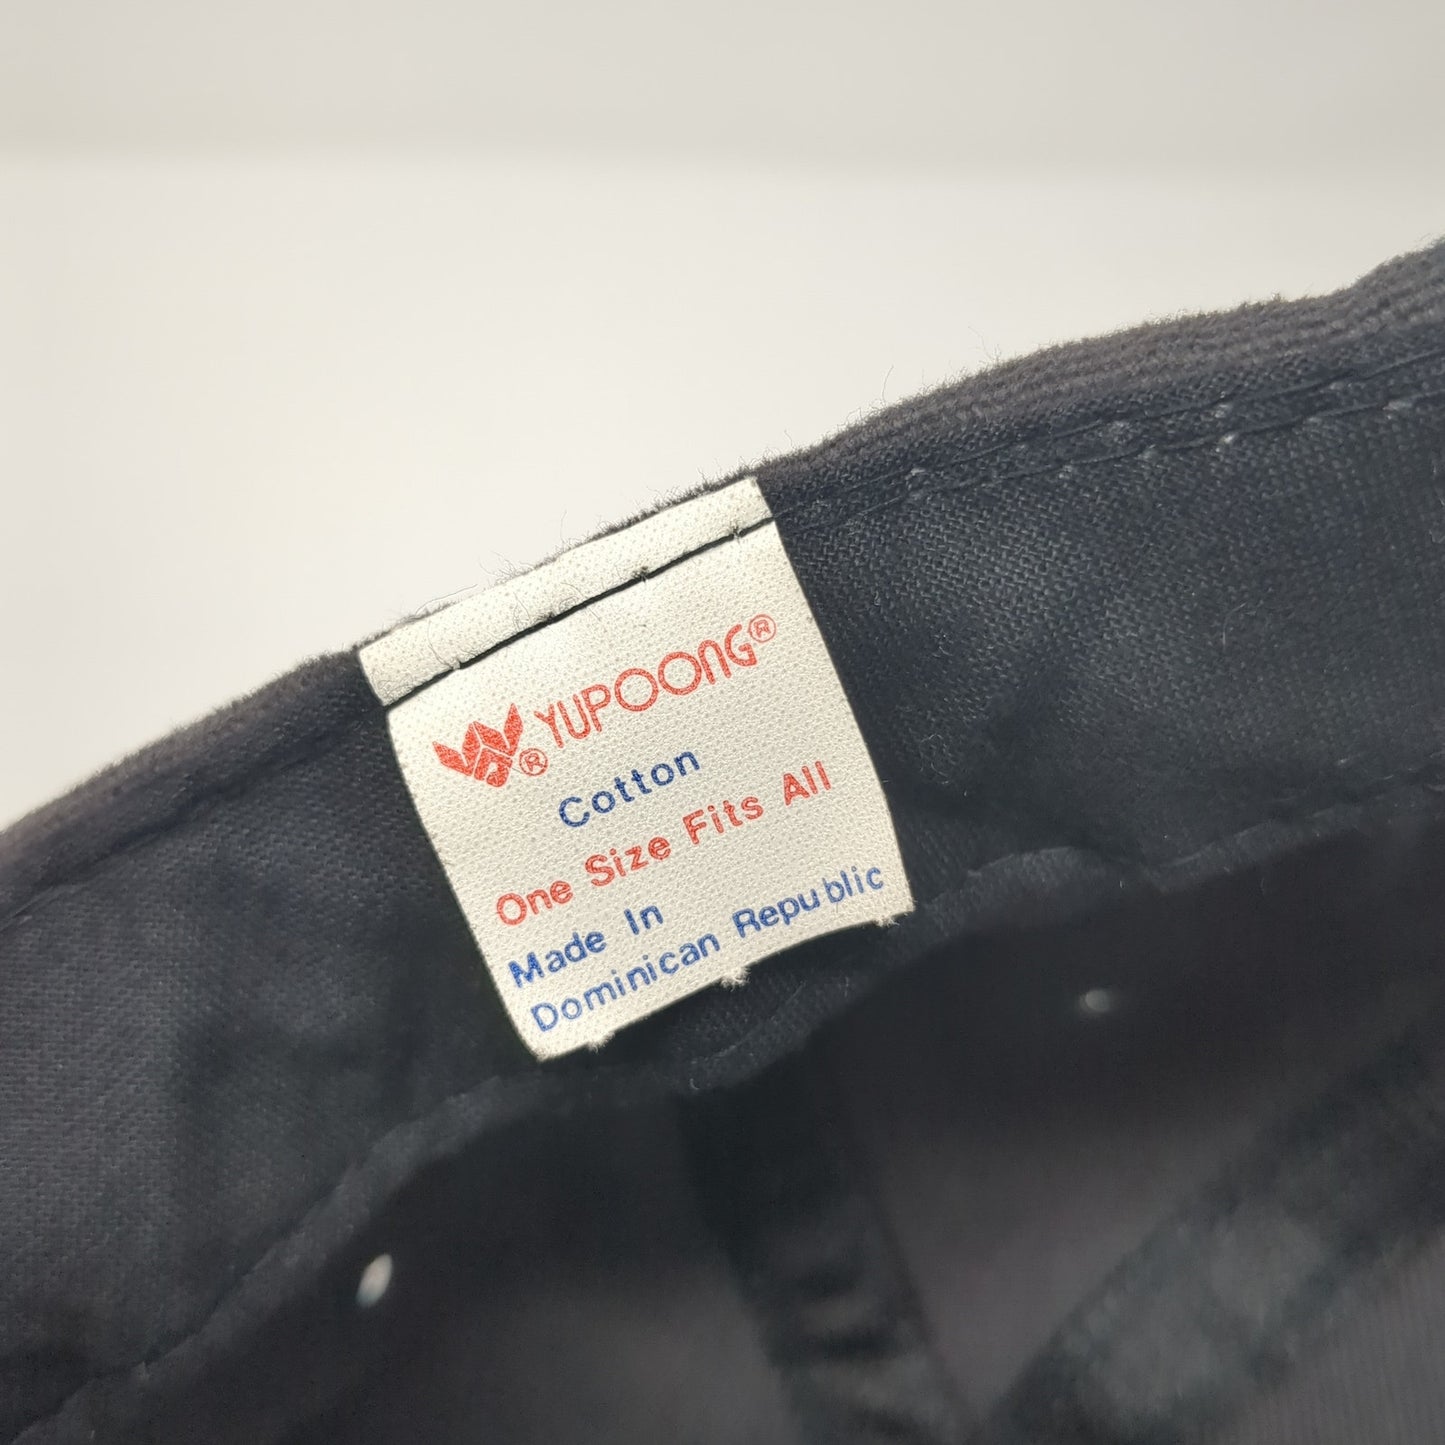 ® YUPOONG®
Cotton
One Size Fits All
Made In
Dominican Republic